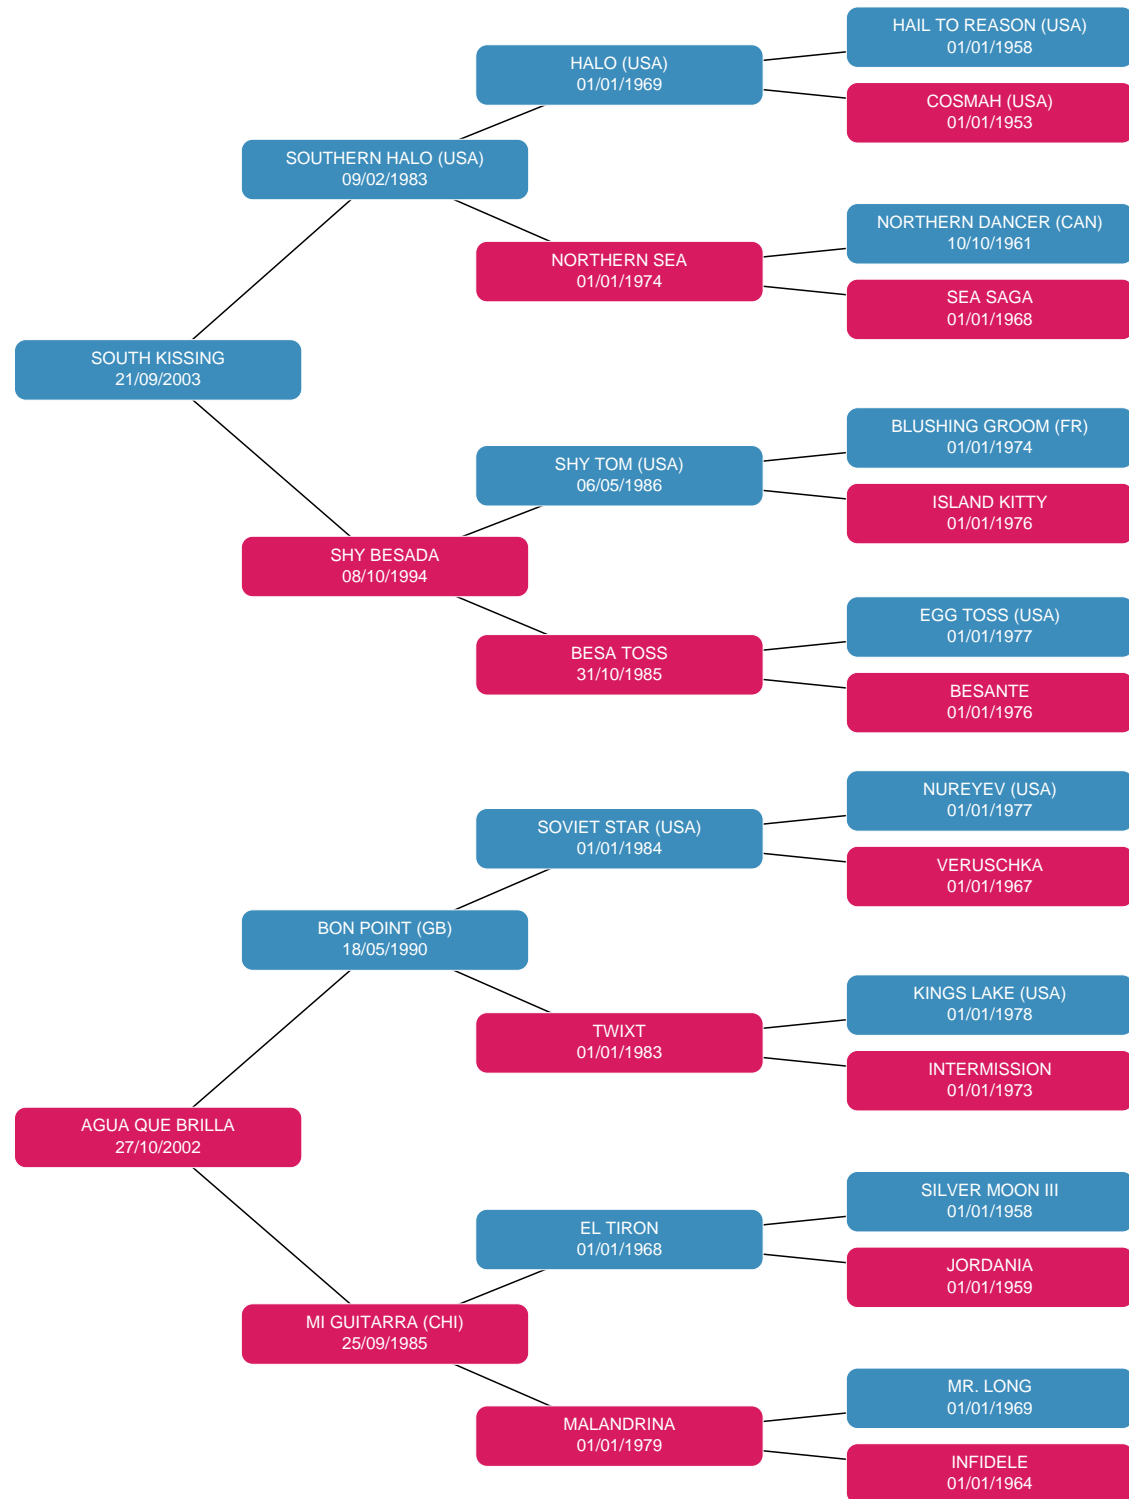 HAIL TO REASON (USA)
01/01/1958
HALO (USA)
01/01/1969
COSMAH (USA)
01/01/1953
SOUTHERN HALO (USA)
09/02/1983
NORTHERN DANCER (CAN)
10/10/1961
NORTHERN SEA
01/01/1974
SEA SAGA
01/01/1968
SOUTH KISSING
21/09/2003
BLUSHING GROOM (FR)
01/01/1974
SHY TOM (USA)
06/05/1986
ISLAND KITTY
01/01/1976
SHY BESADA
08/10/1994
EGG TOSS (USA)
01/01/1977
BESA TOSS
31/10/1985
BESANTE
01/01/1976
NUREYEV (USA)
01/01/1977
SOVIET STAR (USA)
01/01/1984
VERUSCHKA
01/01/1967
BON POINT (GB)
18/05/1990
KINGS LAKE (USA)
01/01/1978
TWIXT
01/01/1983
INTERMISSION
01/01/1973
AGUA QUE BRILLA
27/10/2002
SILVER MOON III
01/01/1958
EL TIRON
01/01/1968
JORDANIA
01/01/1959
MI GUITARRA (CHI)
25/09/1985
MR. LONG
01/01/1969
MALANDRINA
01/01/1979
INFIDELE
01/01/1964